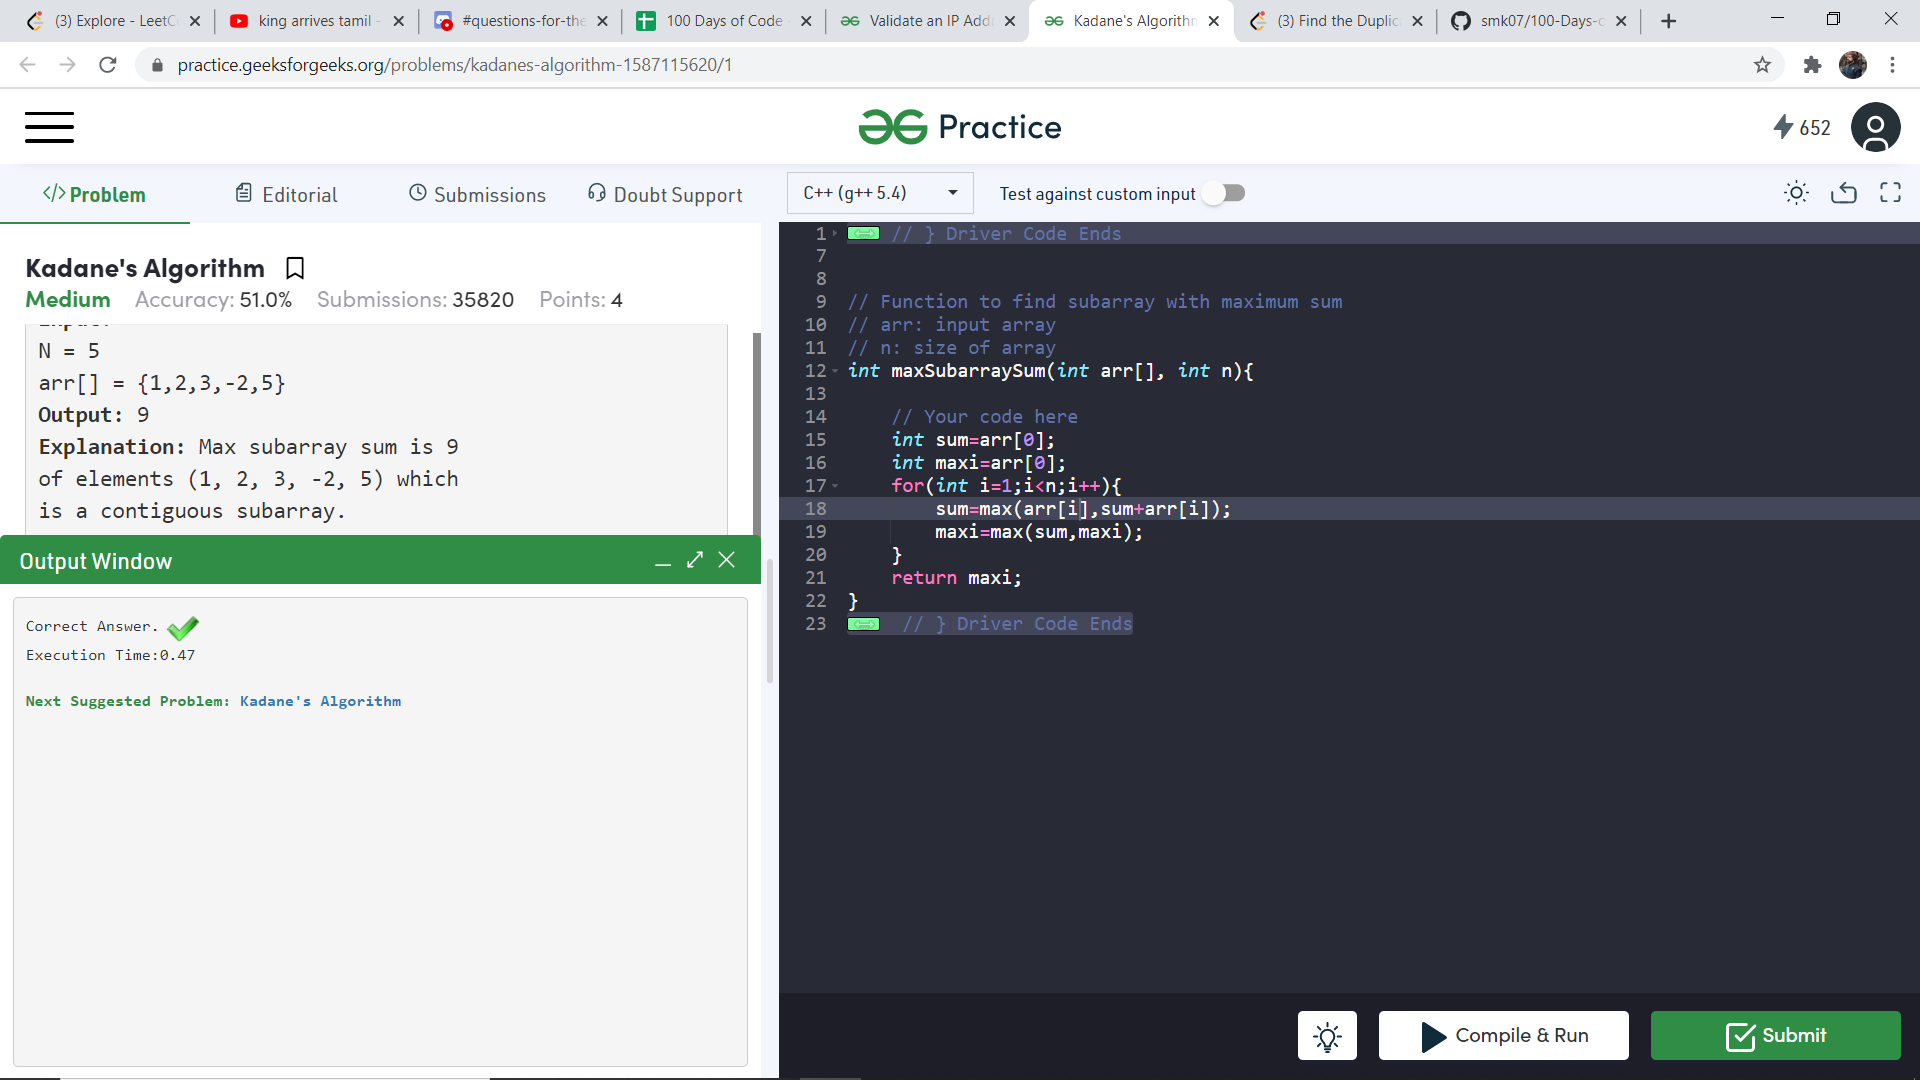 (3) Explore - LeetC
king arrives tamil -
#questions-for-the
100 Days of Code -
Validate an IP Addr
Kadane's Algorithm
(3) Find the Duplic
smk07/100-Days-o
practice.geeksforgeeks.org/problems/kadanes-algorithm-1587115620/1
Practice
652
</> Problem
Editorial
Submissions
Doubt Support
C++ (g++ 5.4)
Test against custom input
Kadane's Algorithm
Medium Accuracy: 51.0% Submissions: 35820 Points: 4
N = 5
arr[] = {1,2,3,-2,5}
Output: 9
Explanation: Max subarray sum is 9
of elements (1, 2, 3, -2, 5) which
is a contiguous subarray.
Output Window
Correct Answer.
Execution Time:0.47
Next Suggested Problem: Kadane's Algorithm
1 // } Driver Code Ends
7
8
9 // Function to find subarray with maximum sum
10 // arr: input array
11 // n: size of array
12 int maxSubarraySum(int arr[], int n){
13
14 // Your code here
15 int sum=arr[0];
16 int maxi=arr[0];
17 for(int i=1;i<n;i++){
18 sum=max(arr[i],sum+arr[i]);
19 maxi=max(sum,maxi);
20 }
21 return maxi;
22 }
23 // } Driver Code Ends
Compile & Run
Submit